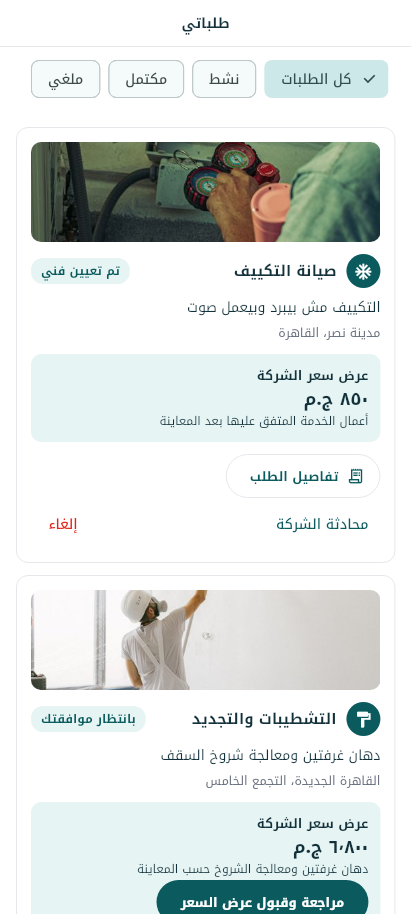 طلباتي
كل الطلبات
نشط
مكتمل
ملغي
صيانة التكييف
تم تعيين فني
التكييف مش بيبرد وبيعمل صوت
مدينة نصر، القاهرة
عرض سعر الشركة
٨٥٠ ج.م
أعمال الخدمة المتفق عليها بعد المعاينة
تفاصيل الطلب
محادثة الشركة
إلغاء
التشطيبات والتجديد
بانتظار موافقتك
دهان غرفتين ومعالجة شروخ السقف
القاهرة الجديدة، التجمع الخامس
عرض سعر الشركة
٦٬٨٠٠ ج.م
دهان غرفتين ومعالجة الشروخ حسب المعاينة
مراجعة وقبول عرض السعر